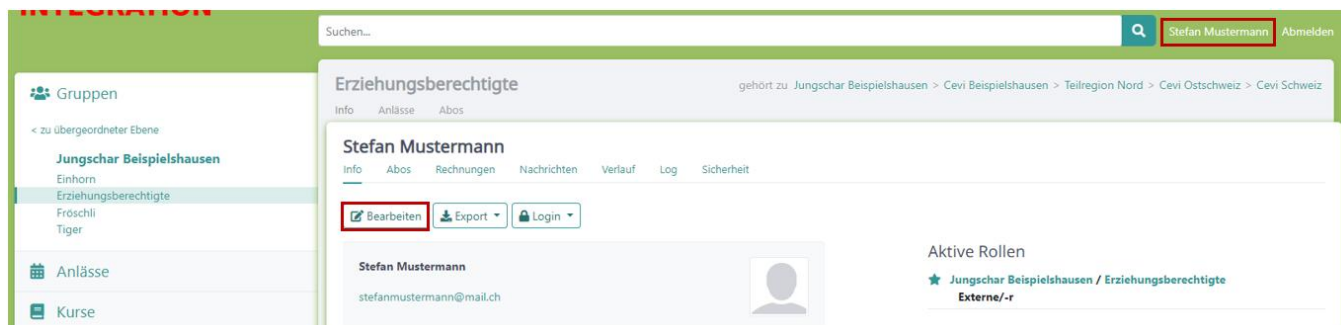 INTEGRATION
Suchen...
Stefan Mustermann Abmelden
Gruppen
< zu übergeordneter Ebene
Jungschar Beispielshausen
Einhorn
Erziehungsberechtigte
Fröschli
Tiger
Anlässe
Kurse
Erziehungsberechtigte
gehört zu Jungschar Beispielshausen > Cevi Beispielshausen > Teilregion Nord > Cevi Ostschweiz > Cevi Schweiz
Info Anlässe Abos
Stefan Mustermann
Info Abos Rechnungen Nachrichten Verlauf Log Sicherheit
Bearbeiten Export Login
Stefan Mustermann
stefanmustermann@mail.ch
Aktive Rollen
Jungschar Beispielshausen / Erziehungsberechtigte
Externe/-r